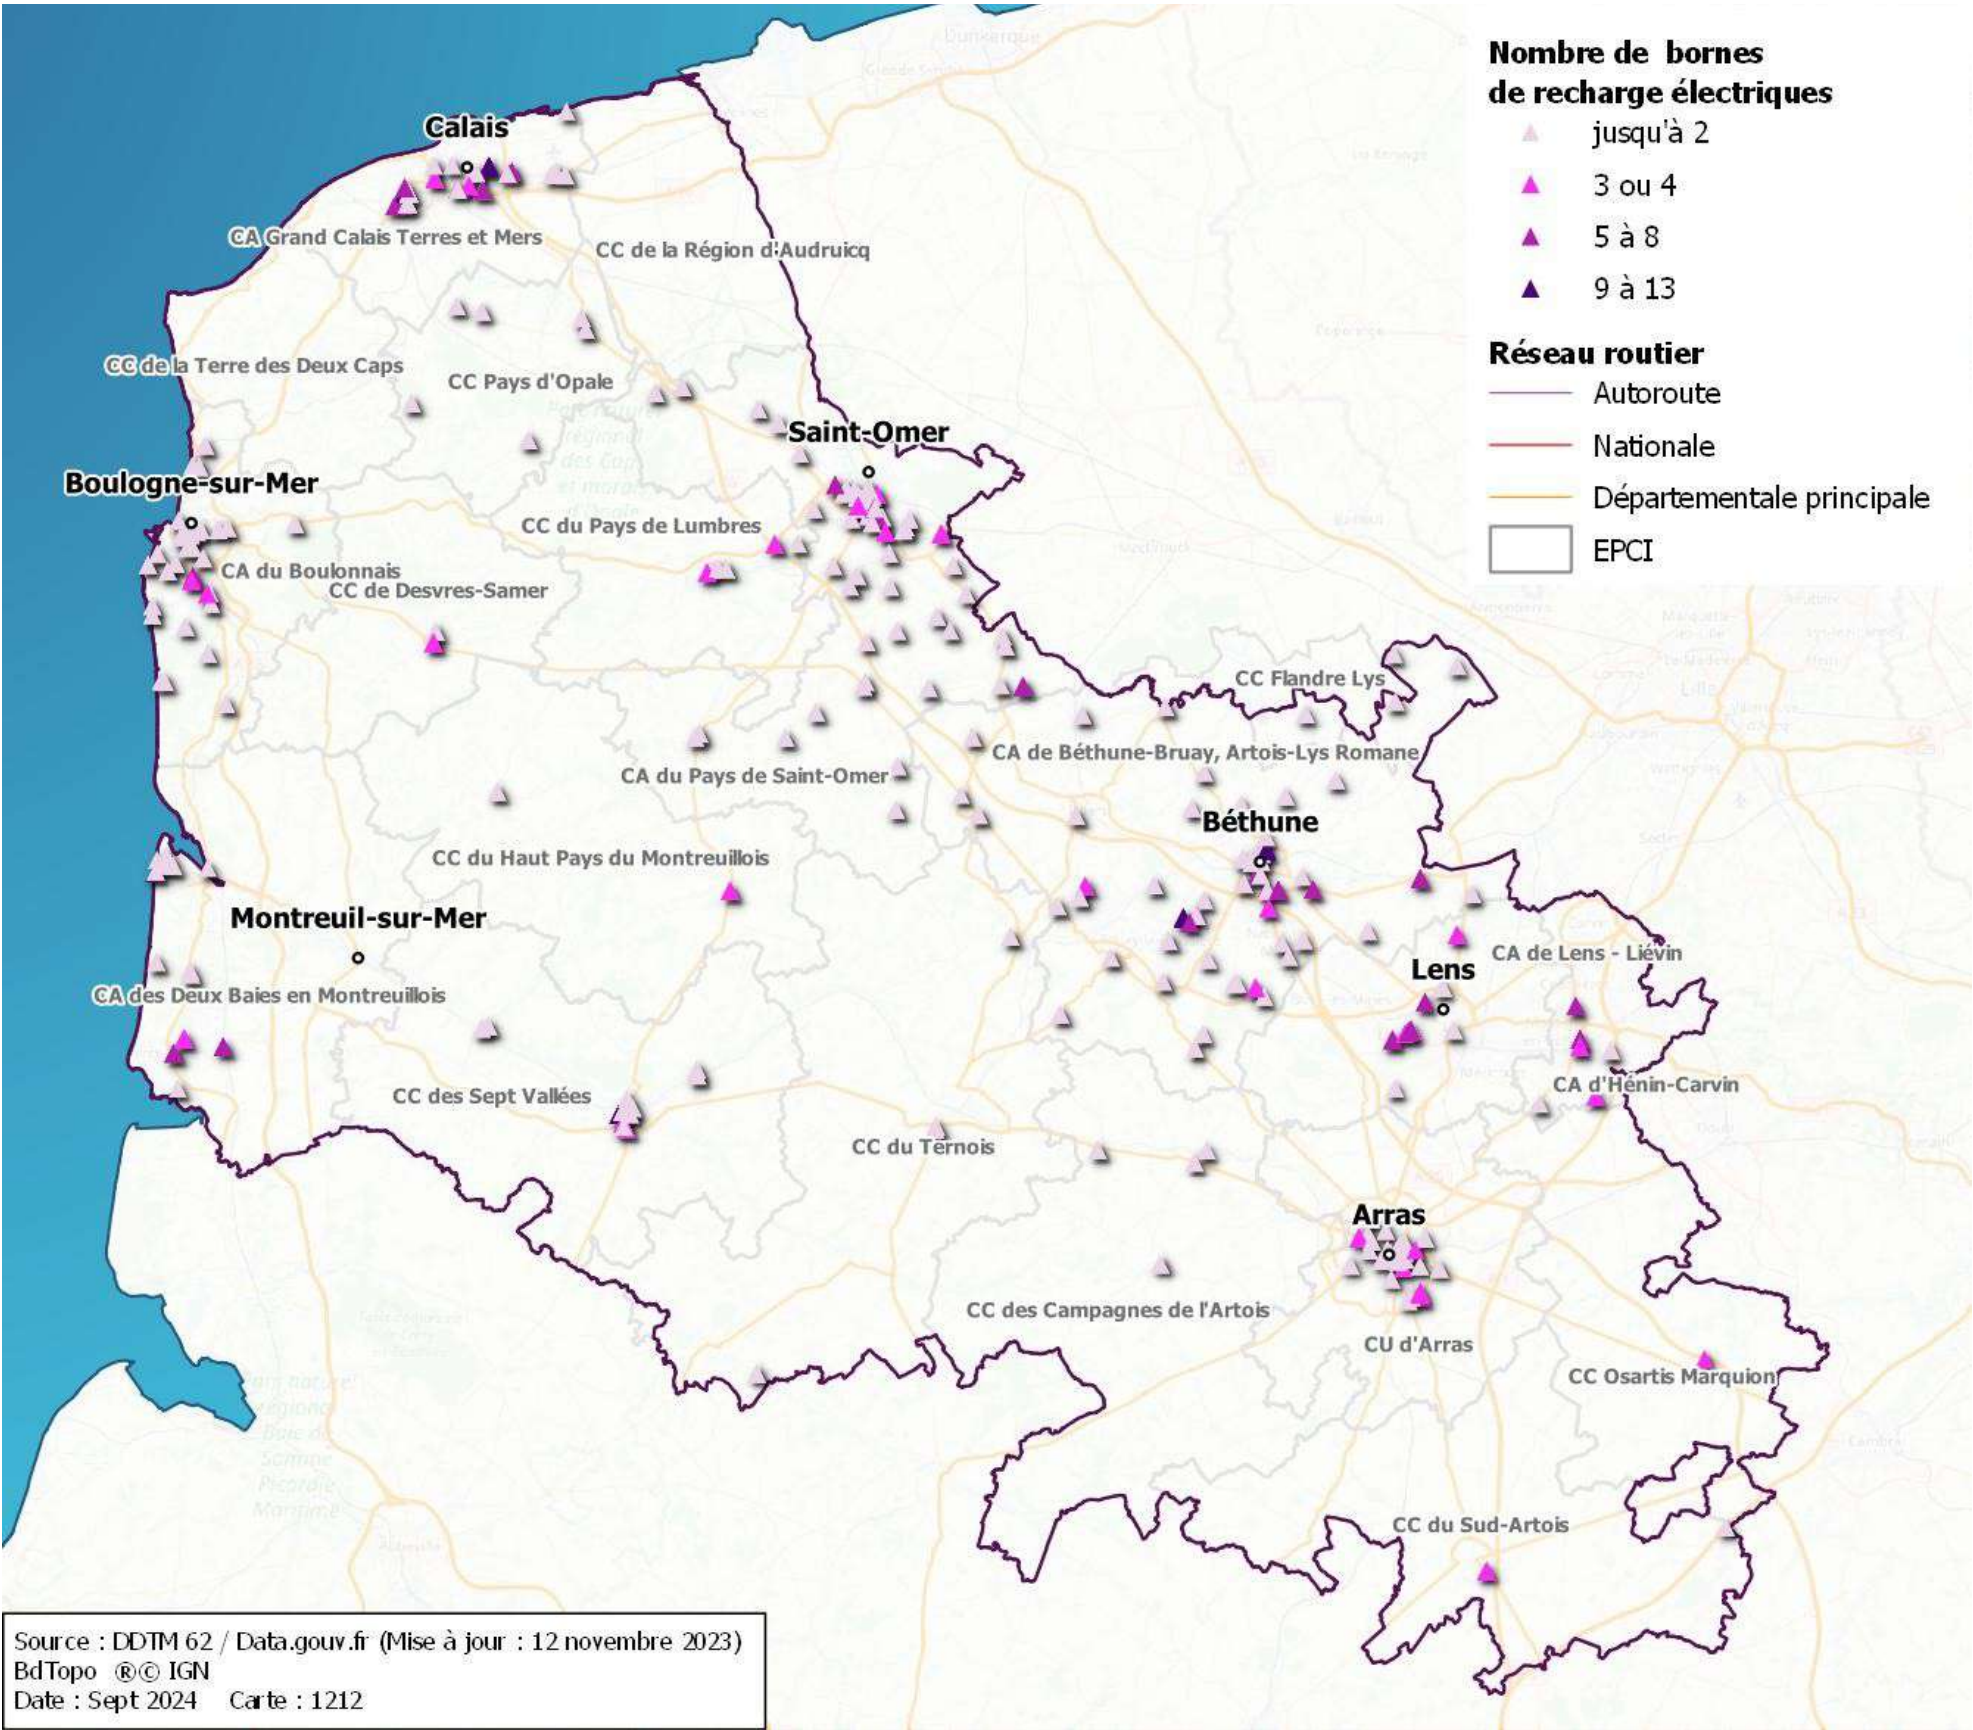 Nombre de bornes
de recharge électriques
jusqu'à 2
3 ou 4
5 à 8
9 à 13
Réseau routier
Autoroute
Nationale
Départementale principale
EPCI
Dunkerque
Calais
CA Grand Calais Terres et Mers
CC de la Région d'Audruicq
CC de la Terre des Deux Caps
CC Pays d'Opale
Saint-Omer
Boulogne-sur-Mer
CC du Pays de Lumbres
CA du Boulonnais
CC de Desvres-Samer
CC Flandre Lys
CA de Béthune-Bruay, Artois-Lys Romane
CA du Pays de Saint-Omer
Béthune
CC du Haut Pays du Montreuillois
Montreuil-sur-Mer
CA de Lens - Liévin
Lens
CA des Deux Baies en Montreuillois
CA d'Hénin-Carvin
CC des Sept Vallées
CC du Ternois
Arras
CC des Campagnes de l'Artois
CU d'Arras
CC Osartis Marquion
CC du Sud-Artois
Source : DDTM 62 / Data.gouv.fr (Mise à jour : 12 novembre 2023)
BdTopo ®© IGN
Date : Sept 2024 Carte : 1212